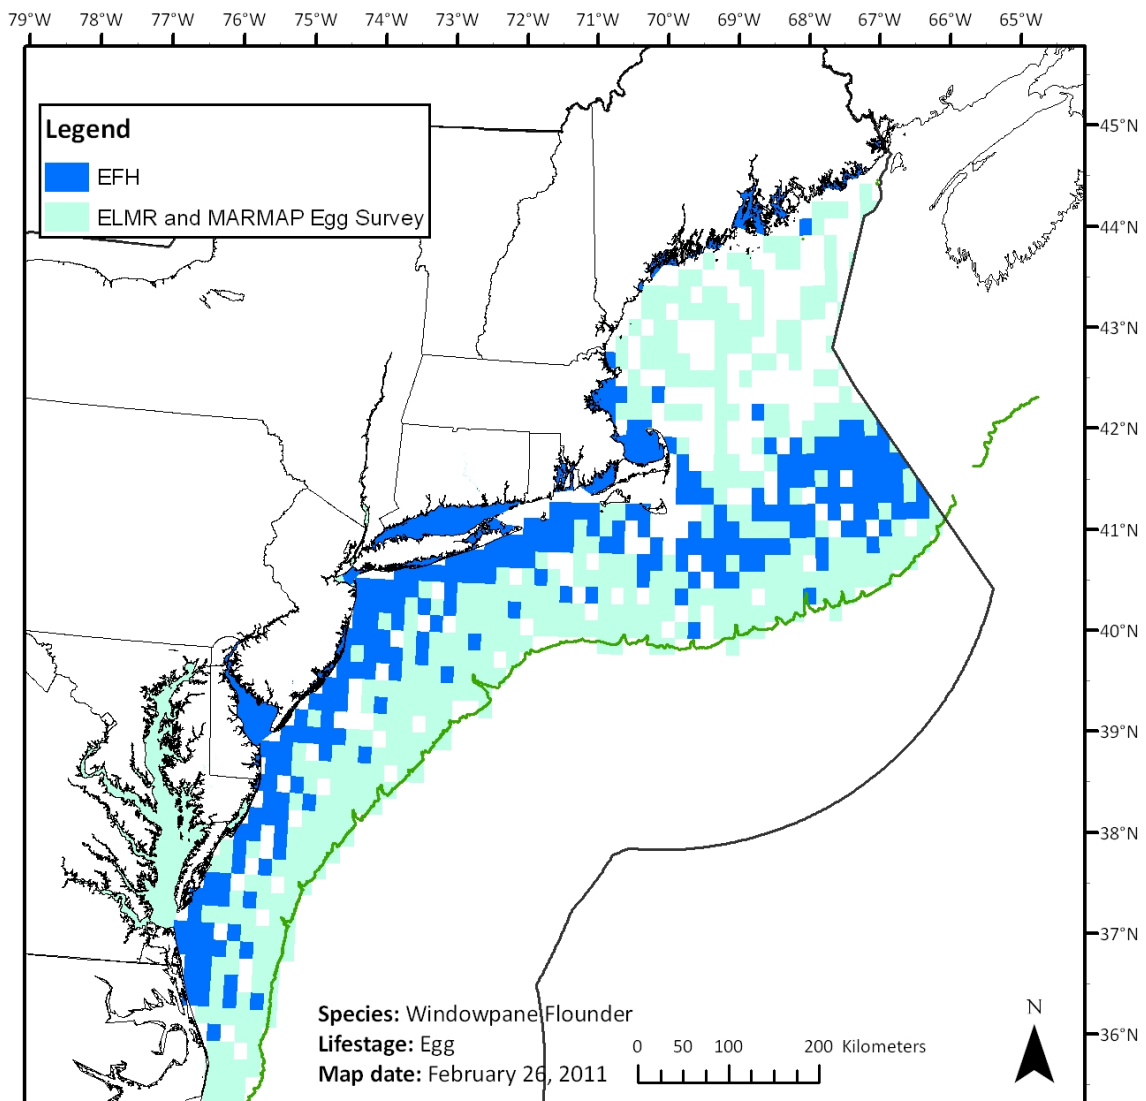 79°W 78°W 77°W 76°W 75°W 74°W 73°W 72°W 71°W 70°W 69°W 68°W 67°W 66°W 65°W
Legend
EFH
ELMR and MARMAP Egg Survey
45°N
44°N
43°N
42°N
41°N
40°N
39°N
38°N
37°N
36°N
N
Species: Windowpane Flounder
Lifestage: Egg
Map date: February 26, 2011
0 50 100 200 Kilometers